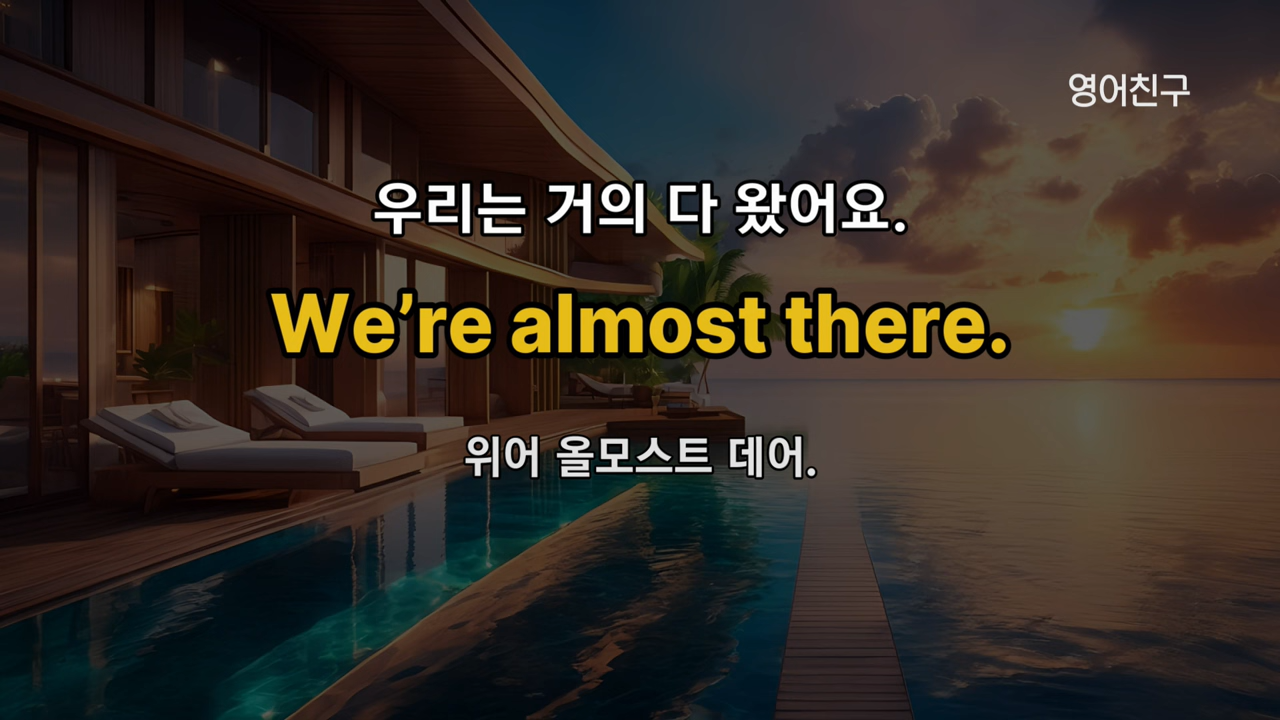 영어친구
우리는 거의 다 왔어요.
We’re almost there.
위어 올모스트 데어.